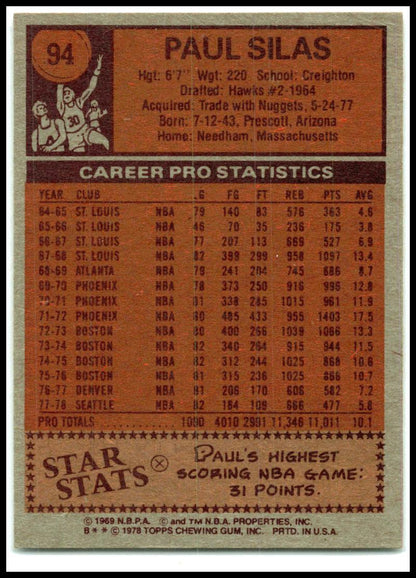 94
PAUL SILAS
Hgt: 6'7" Wgt: 220 School: Creighton
Drafted: Hawks #2-1964
Acquired: Trade with Nuggets, 5-24-77
Born: 7-12-43, Prescott, Arizona
Home: Needham, Massachusetts
30
CAREER PRO STATISTICS
YEAR CLUB G FG FT REB PTS AVG
64-65 ST. LOUIS NBA 79 140 83 576 363 4.6
65-66 ST. LOUIS NBA 46 70 35 236 175 3.8
66-67 ST. LOUIS NBA 77 207 113 669 527 6.9
67-68 ST. LOUIS NBA 82 399 299 958 1097 13.4
68-69 ATLANTA NBA 79 241 204 745 686 8.7
69-70 PHOENIX NBA 78 373 250 916 996 12.8
70-71 PHOENIX NBA 81 338 285 1015 961 11.9
71-72 PHOENIX NBA 80 485 433 955 1403 17.5
72-73 BOSTON NBA 80 400 266 1039 1066 13.3
73-74 BOSTON NBA 82 340 264 915 944 11.5
74-75 BOSTON NBA 82 312 244 1025 868 10.6
75-76 BOSTON NBA 81 315 236 1025 866 10.7
76-77 DENVER NBA 81 206 170 606 582 7.2
77-78 SEATTLE NBA 82 184 109 666 477 5.8
PRO TOTALS 1090 4010 2991 11,346 11,011 10.1
STAR STATS
PAUL'S HIGHEST
SCORING NBA GAME:
31 POINTS.
© 1969 N.B.P.A. © and TM N.B.A. PROPERTIES, INC.
B * * © 1978 TOPPS CHEWING GUM, INC. PRTD. IN U.S.A.